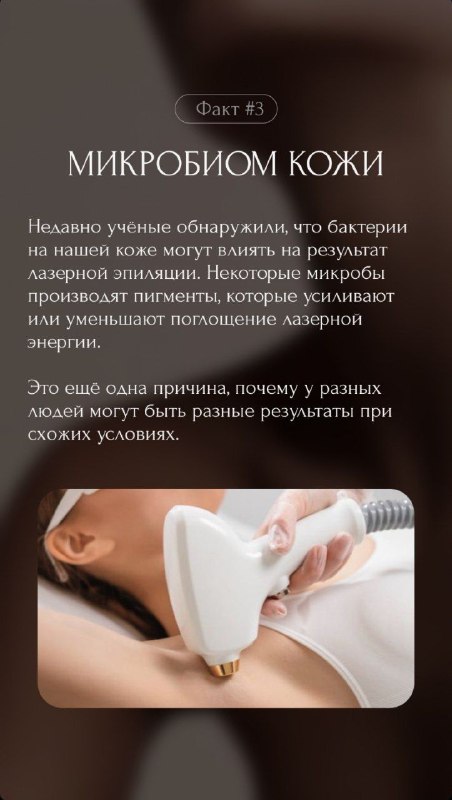 Факт #3
МИКРОБИОМ КОЖИ
Недавно учёные обнаружили, что бактерии
на нашей коже могут влиять на результат
лазерной эпиляции. Некоторые микробы
производят пигменты, которые усиливают
или уменьшают поглощение лазерной
энергии.
Это ещё одна причина, почему у разных
людей могут быть разные результаты при
схожих условиях.